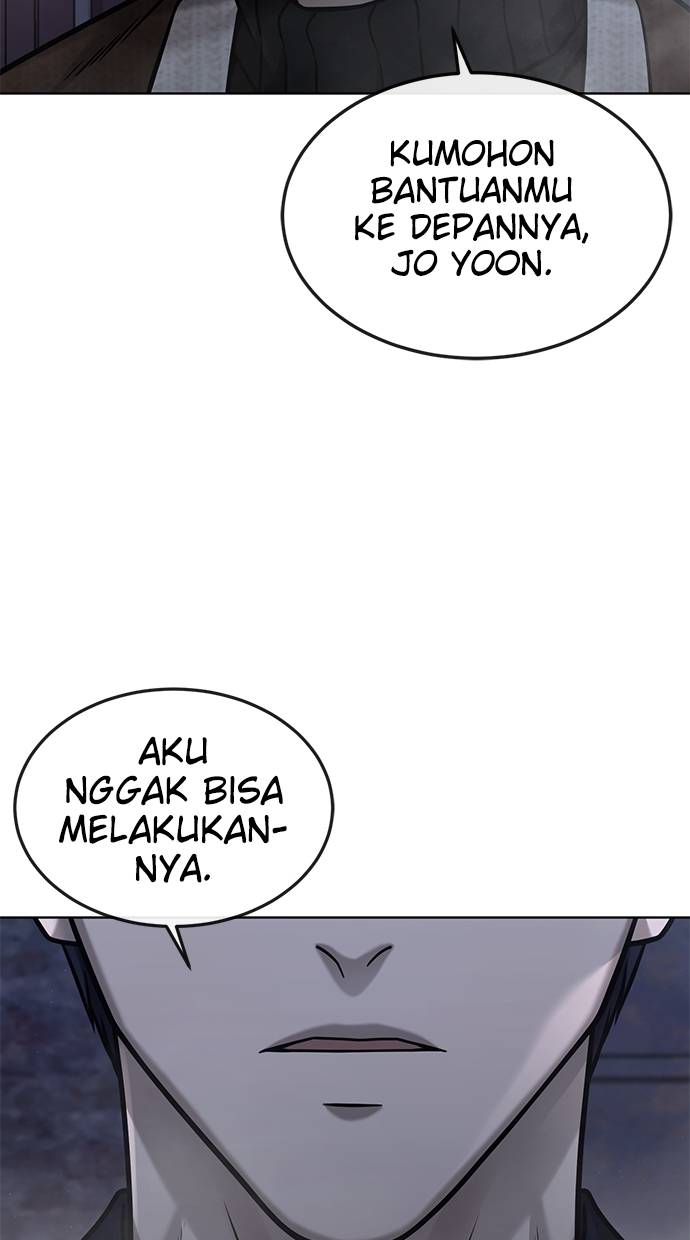 KUMOHON
BANTUANMU
KE DEPANNYA,
JO YOON.
AKU
NGGAK BISA
MELAKUKAN-
NYA.